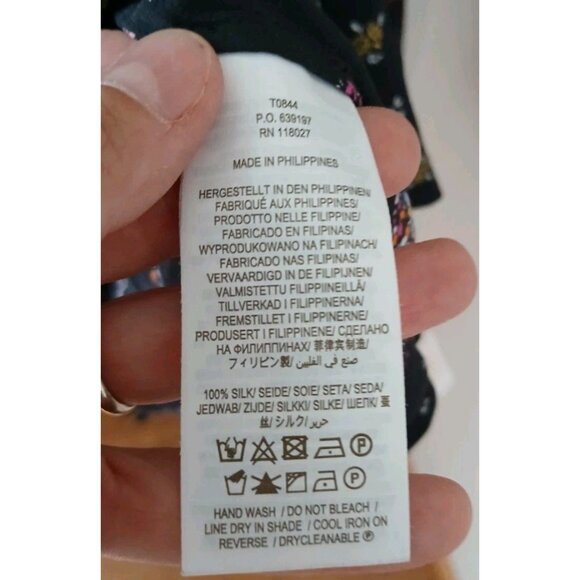 T0844
P.O. 639197
RN 118027
MADE IN PHILIPPINES
HERGESTELLT IN DEN PHILIPPINEN/
FABRIQUÉ AUX PHILIPPINES/
PRODOTTO NELLE FILIPPINE/
FABRICADO EN FILIPINAS/
WYPRODUKOWANO NA FILIPINACH/
FABRICADO NAS FILIPINAS/
VERVAARDIGD IN DE FILIPIJNEN/
VALMISTETTU FILIPPIINEILLÄ/
TILLVERKAD I FILIPPINERNA/
FREMSTILLET I FILIPPINERNE/
PRODUSERT I FILIPPINENE/ СДЕЛАНО
НА ФИЛИППИНАХ/ 菲律宾制造/
フィリピン製/ صنع في الفلبين
100% SILK/ SEIDE/ SOIE/ SETA/ SEDA/
JEDWAB/ ZIJDE/ SILKKI/ SILKE/ ШЕЛК/ 蚕
丝/ シルク/ حرير
P
P
HAND WASH / DO NOT BLEACH /
LINE DRY IN SHADE / COOL IRON ON
REVERSE / DRYCLEANABLE Ⓟ